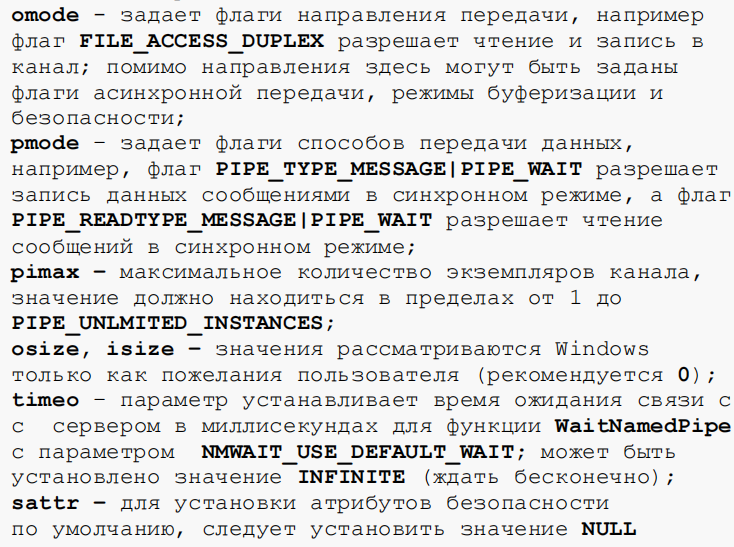 omode – задает флаги направления передачи, например
флаг FILE_ACCESS_DUPLEX разрешает чтение и запись в
канал; помимо направления здесь могут быть заданы
флаги асинхронной передачи, режимы буферизации и
безопасности;
pmode – задает флаги способов передачи данных,
например, флаг PIPE_TYPE_MESSAGE|PIPE_WAIT разрешает
запись данных сообщениями в синхронном режиме, а флаг
PIPE_READTYPE_MESSAGE|PIPE_WAIT разрешает чтение
сообщений в синхронном режиме;
pimax – максимальное количество экземпляров канала,
значение должно находиться в пределах от 1 до
PIPE_UNLMITED_INSTANCES;
osize, isize – значения рассматриваются Windows
только как пожелания пользователя (рекомендуется 0);
timeo – параметр устанавливает время ожидания связи с
с сервером в миллисекундах для функции WaitNamedPipe
с параметром NMWAIT_USE_DEFAULT_WAIT; может быть
установлено значение INFINITE (ждать бесконечно);
sattr – для установки атрибутов безопасности
по умолчанию, следует установить значение NULL